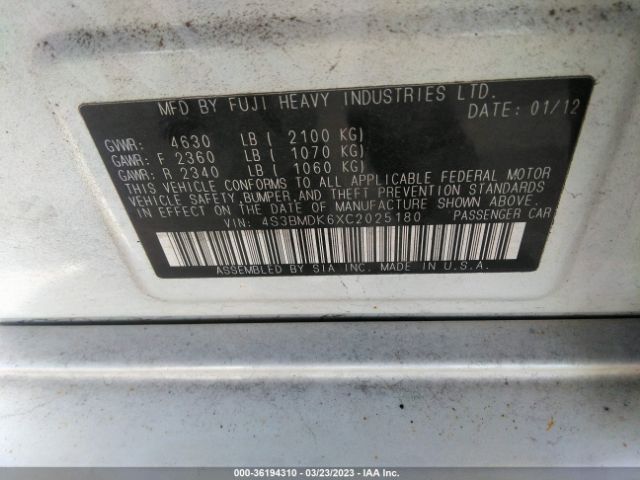 MFD BY FUJI HEAVY INDUSTRIES LTD.
DATE: 01/12
GVWR: 4630 LB ( 2100 KG)
GAWR: F 2360 LB ( 1070 KG)
GAWR: R 2340 LB ( 1060 KG)
THIS VEHICLE CONFORMS TO ALL APPLICABLE FEDERAL MOTOR
VEHICLE SAFETY, BUMPER, AND THEFT PREVENTION STANDARDS
IN EFFECT ON THE DATE OF MANUFACTURE SHOWN ABOVE.
VIN: 4S3BMDK6XC2025180 PASSENGER CAR
ASSEMBLED BY SIA INC. MADE IN U.S.A.
000-36194310 | 03/23/2023 - IAA Inc.